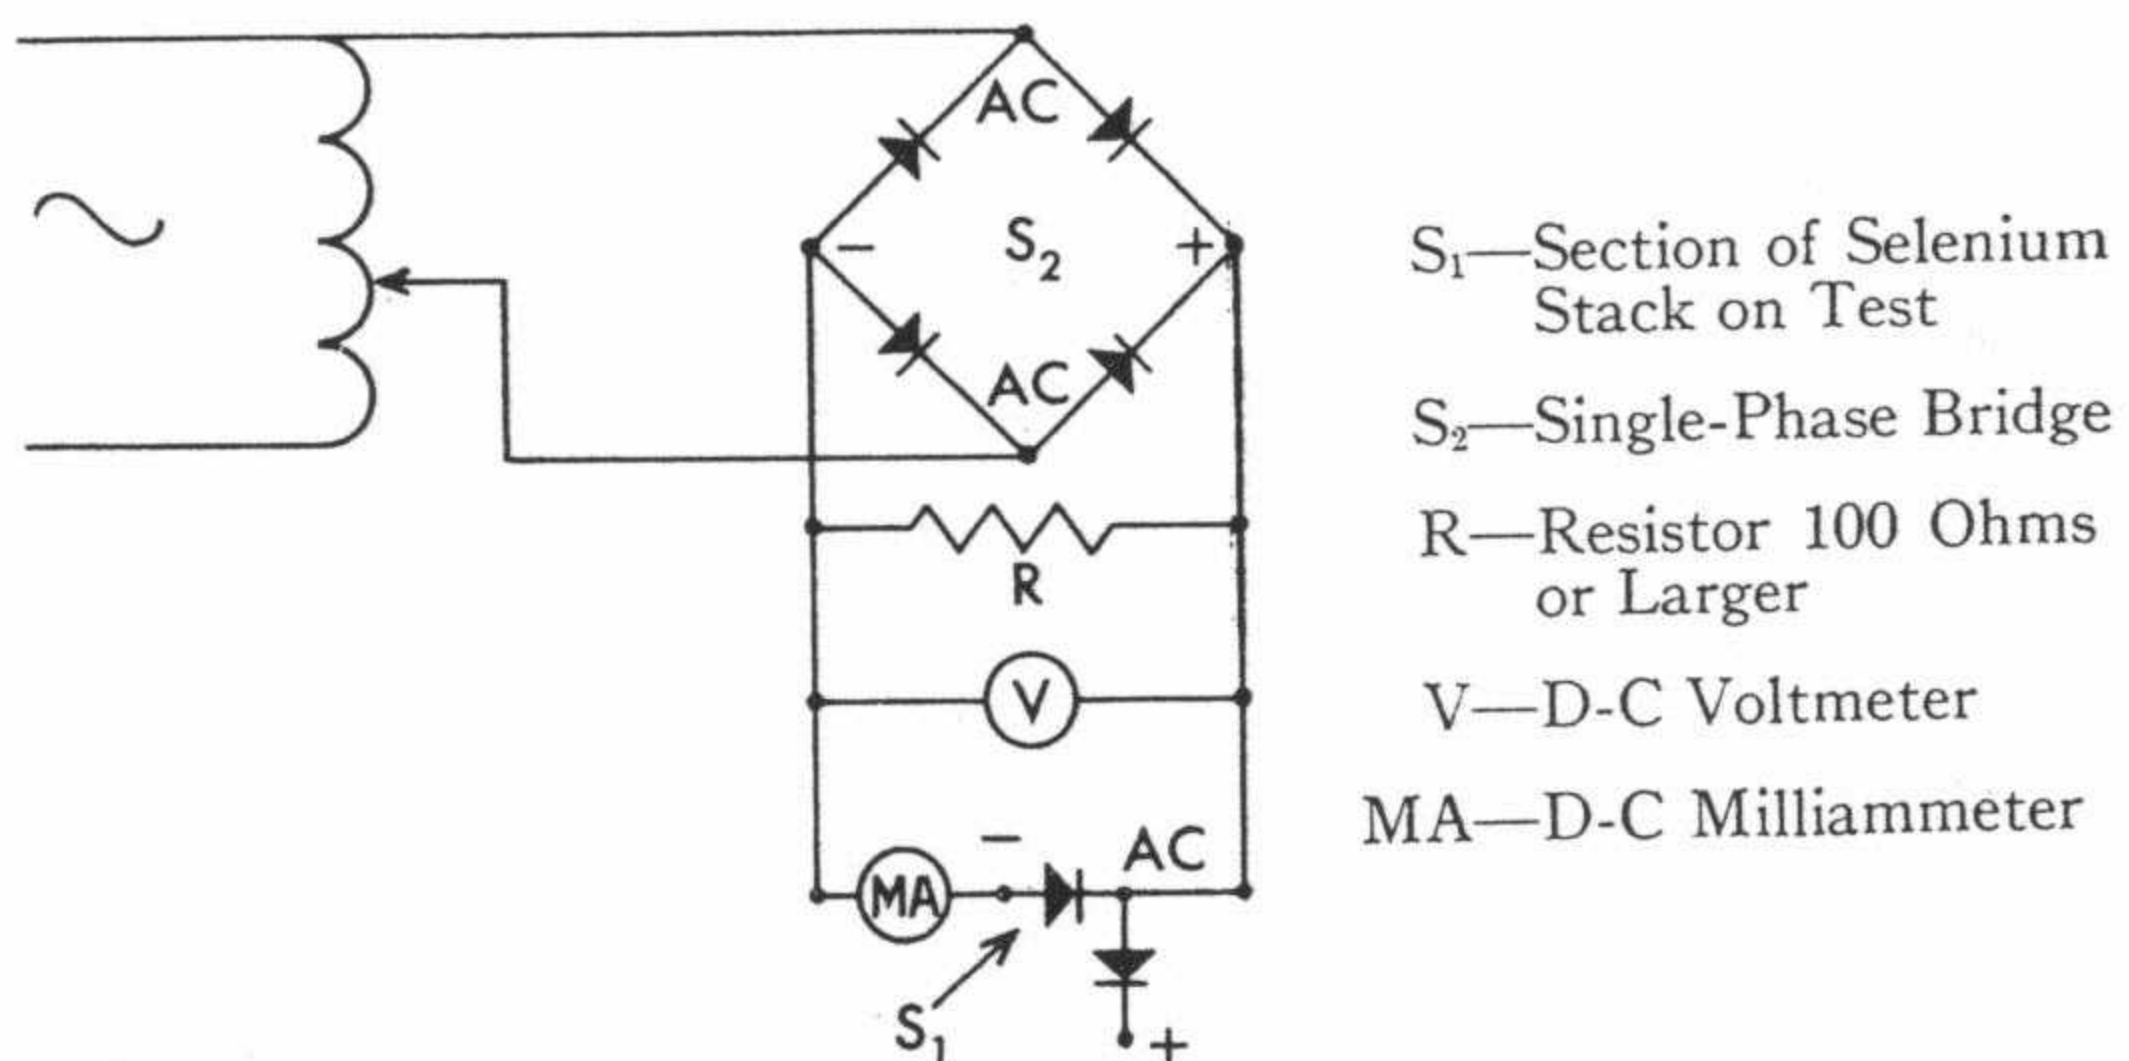 AC
− S₂ +
AC
R
V
− AC
MA
S₁
+
S₁—Section of Selenium
Stack on Test
S₂—Single-Phase Bridge
R—Resistor 100 Ohms
or Larger
V—D-C Voltmeter
MA—D-C Milliammeter